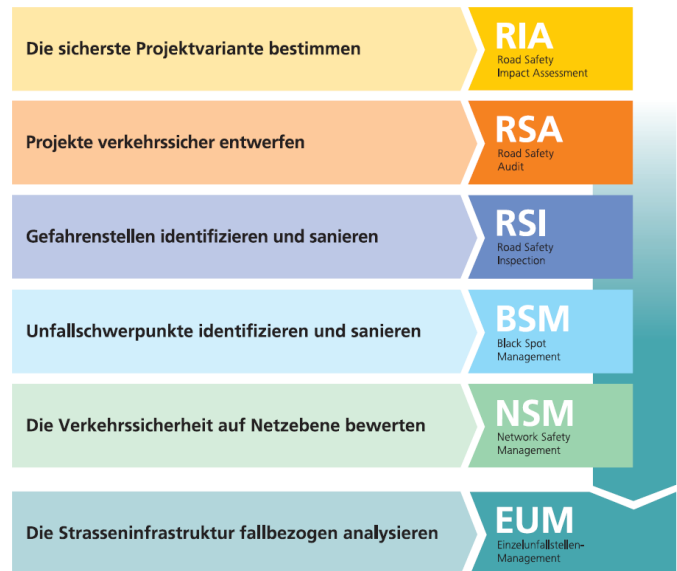 Die sicherste Projektvariante bestimmen
RIA
Road Safety
Impact Assessment
Projekte verkehrssicher entwerfen
RSA
Road Safety
Audit
Gefahrenstellen identifizieren und sanieren
RSI
Road Safety
Inspection
Unfallschwerpunkte identifizieren und sanieren
BSM
Black Spot
Management
Die Verkehrssicherheit auf Netzebene bewerten
NSM
Network Safety
Management
Die Strasseninfrastruktur fallbezogen analysieren
EUM
Einzelunfallstellen-
Management